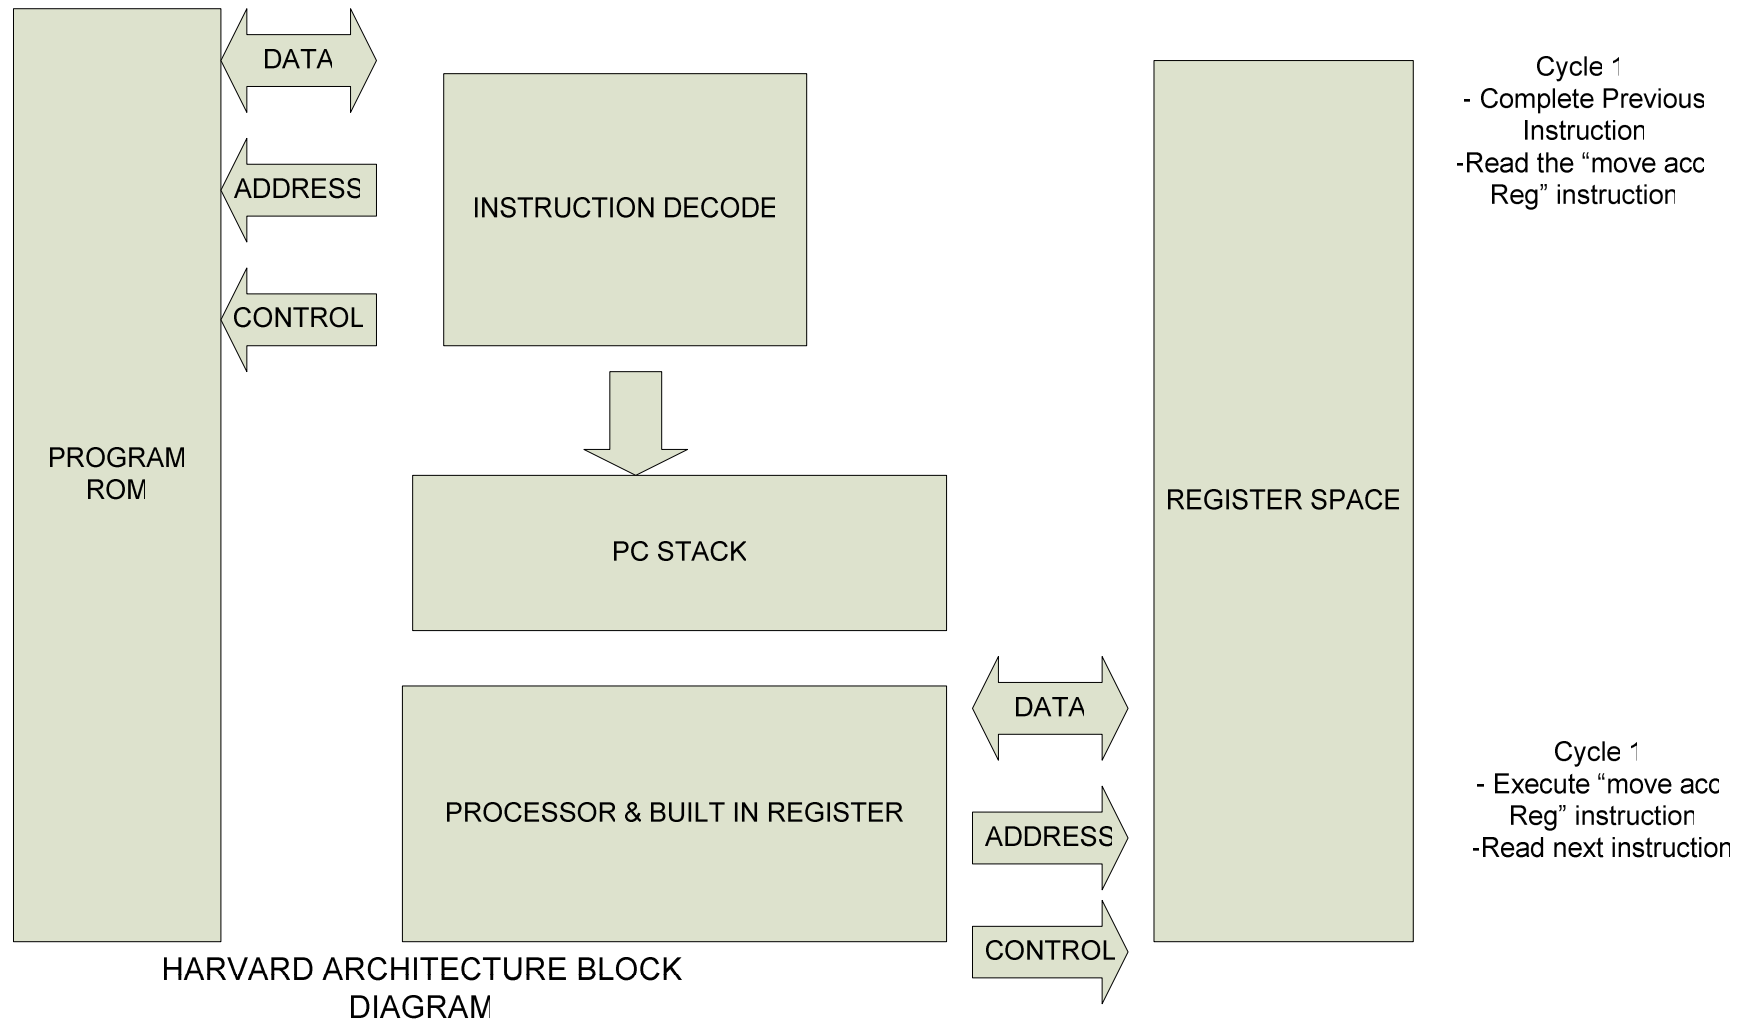 DATA
ADDRESS
CONTROL
PROGRAM
ROM
INSTRUCTION DECODE
PC STACK
PROCESSOR & BUILT IN REGISTER
DATA
ADDRESS
CONTROL
REGISTER SPACE
Cycle 1
- Complete Previous
Instruction
-Read the “move acc
Reg” instruction
Cycle 1
- Execute “move acc
Reg” instruction
-Read next instruction
HARVARD ARCHITECTURE BLOCK
DIAGRAM